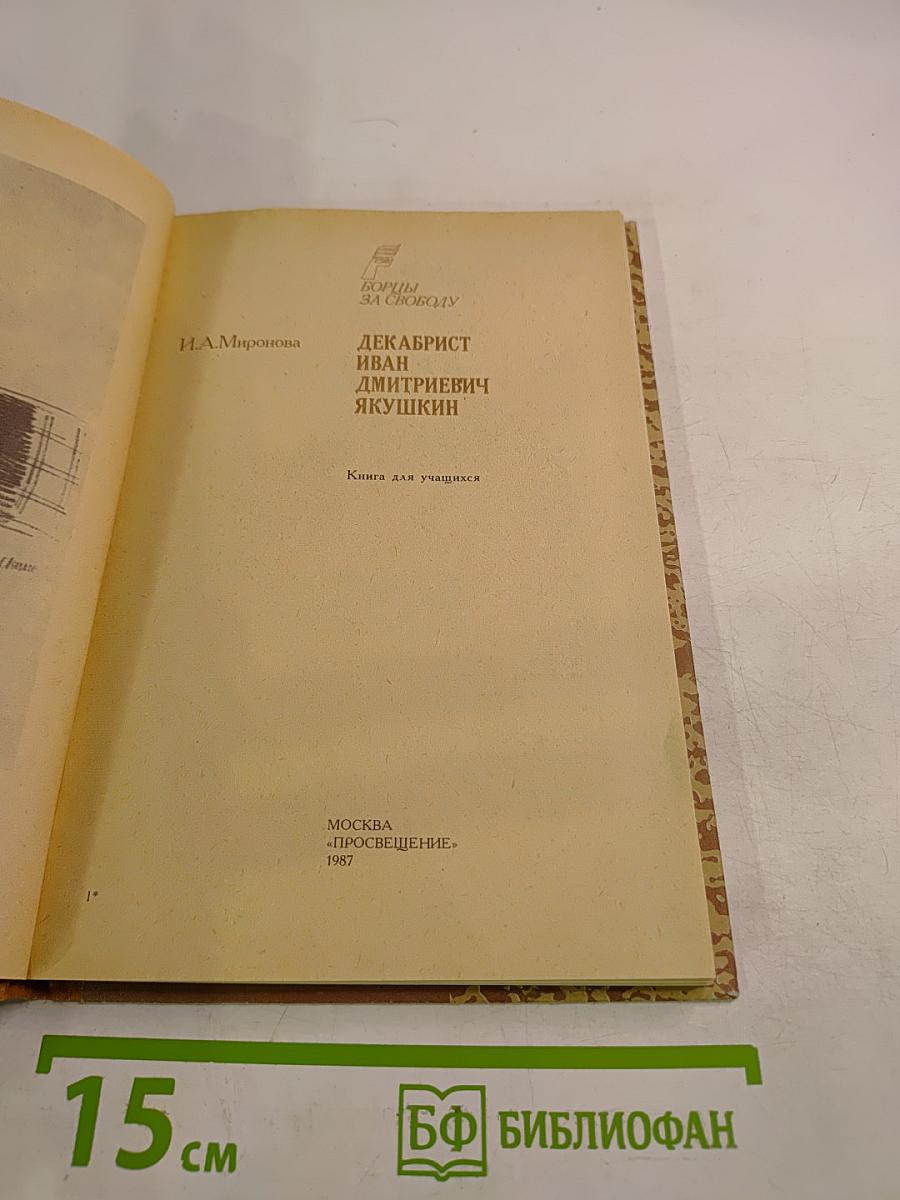 БОРЦЫ
ЗА СВОБОДУ
И.А.Миронова
ДЕКАБРИСТ
ИВАН
ДМИТРИЕВИЧ
ЯКУШКИН
Книга для учащихся
МОСКВА
«ПРОСВЕЩЕНИЕ»
1987
1*
15 см
БФ БИБЛИОФАН